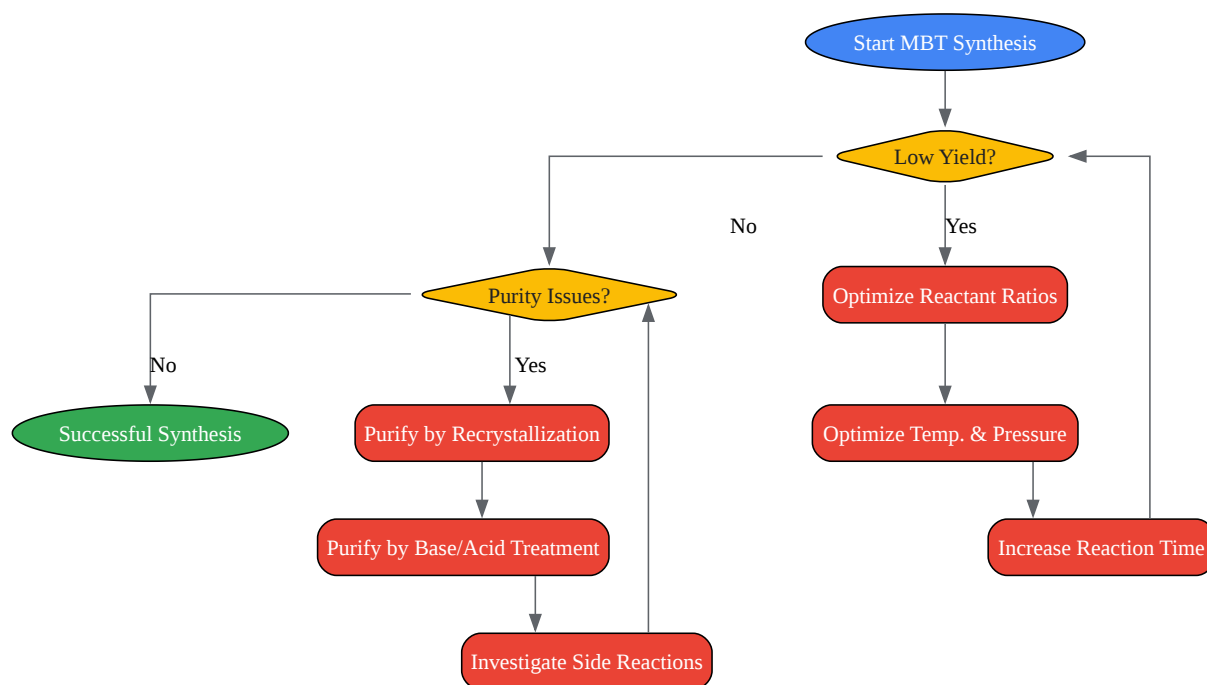 Start MBT Synthesis
Low Yield?
No
Yes
Purity Issues?
Optimize Reactant Ratios
No
Yes
Successful Synthesis
Purify by Recrystallization
Optimize Temp. & Pressure
Purify by Base/Acid Treatment
Increase Reaction Time
Investigate Side Reactions